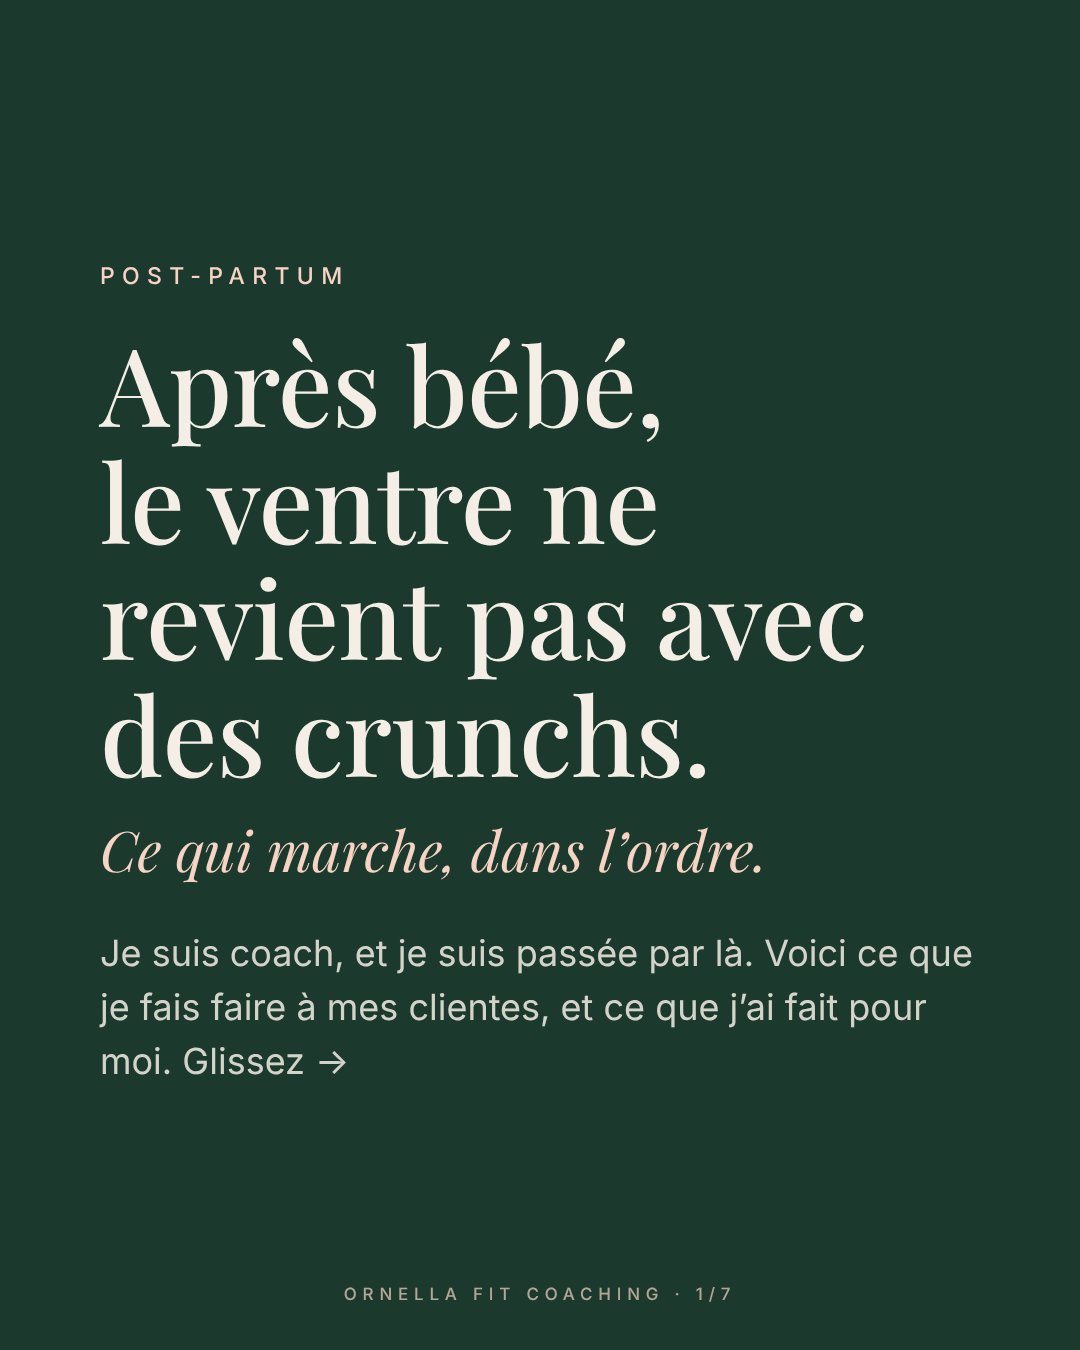 POST-PARTUM
Après bébé,
le ventre ne
revient pas avec
des crunchs.
Ce qui marche, dans l’ordre.
Je suis coach, et je suis passée par là. Voici ce que
je fais faire à mes clientes, et ce que j’ai fait pour
moi. Glissez →
ORNELLA FIT COACHING · 1/7